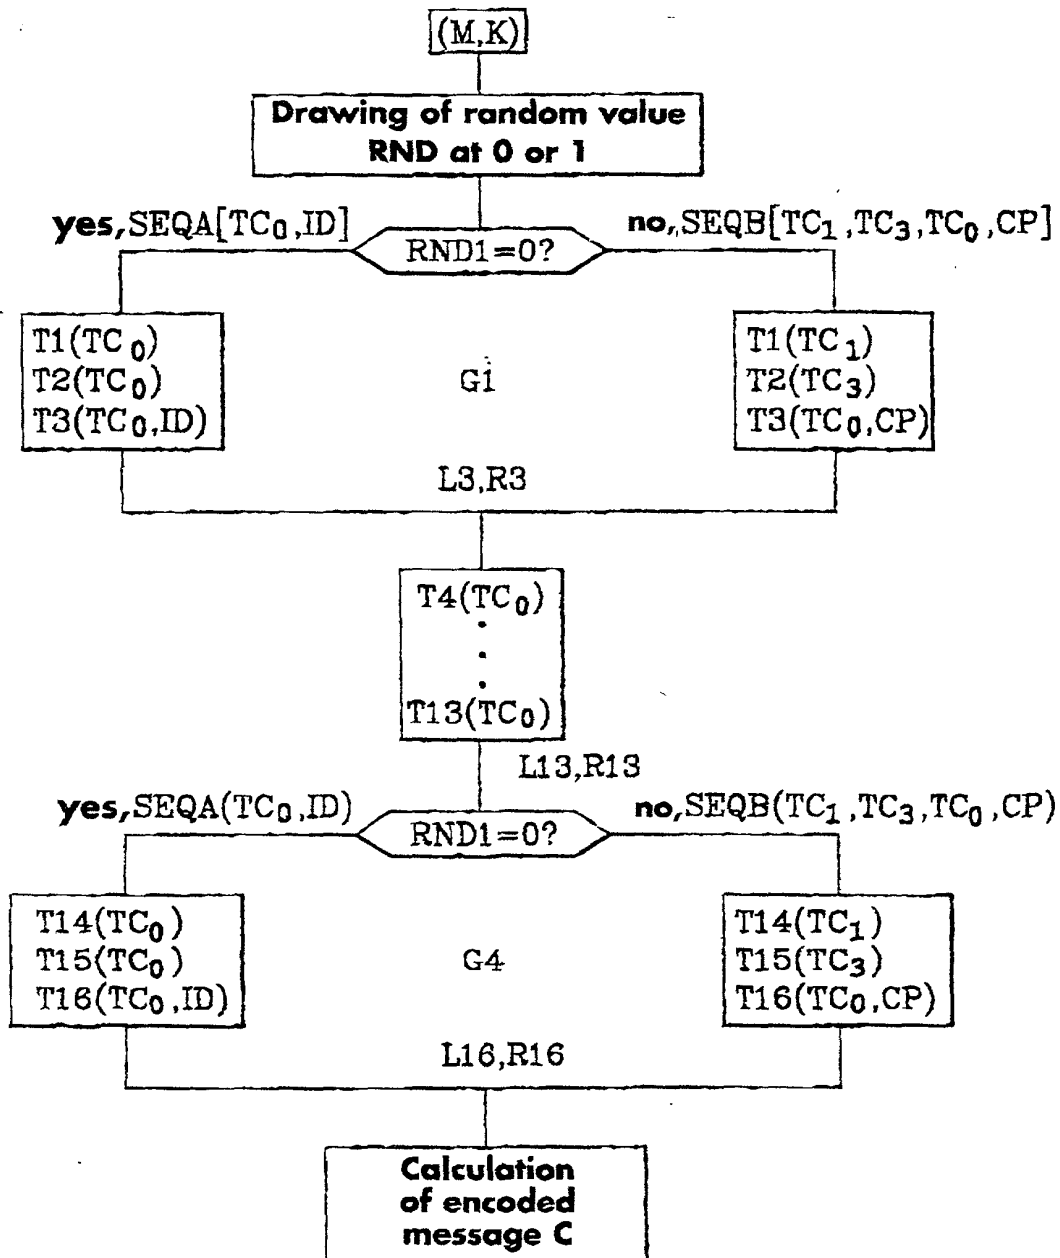 (M,K)
Drawing of random value
RND at 0 or 1
yes,SEQA[TC₀,ID]
no,SEQB[TC₁,TC₃,TC₀,CP]
RND1=0?
T1(TC₀)
T2(TC₀)
T3(TC₀,ID)
G1
T1(TC₁)
T2(TC₃)
T3(TC₀,CP)
L3,R3
T4(TC₀)
.
.
.
T13(TC₀)
L13,R13
yes,SEQA(TC₀,ID)
no,SEQB(TC₁,TC₃,TC₀,CP)
RND1=0?
T14(TC₀)
T15(TC₀)
T16(TC₀,ID)
G4
T14(TC₁)
T15(TC₃)
T16(TC₀,CP)
L16,R16
Calculation
of encoded
message C